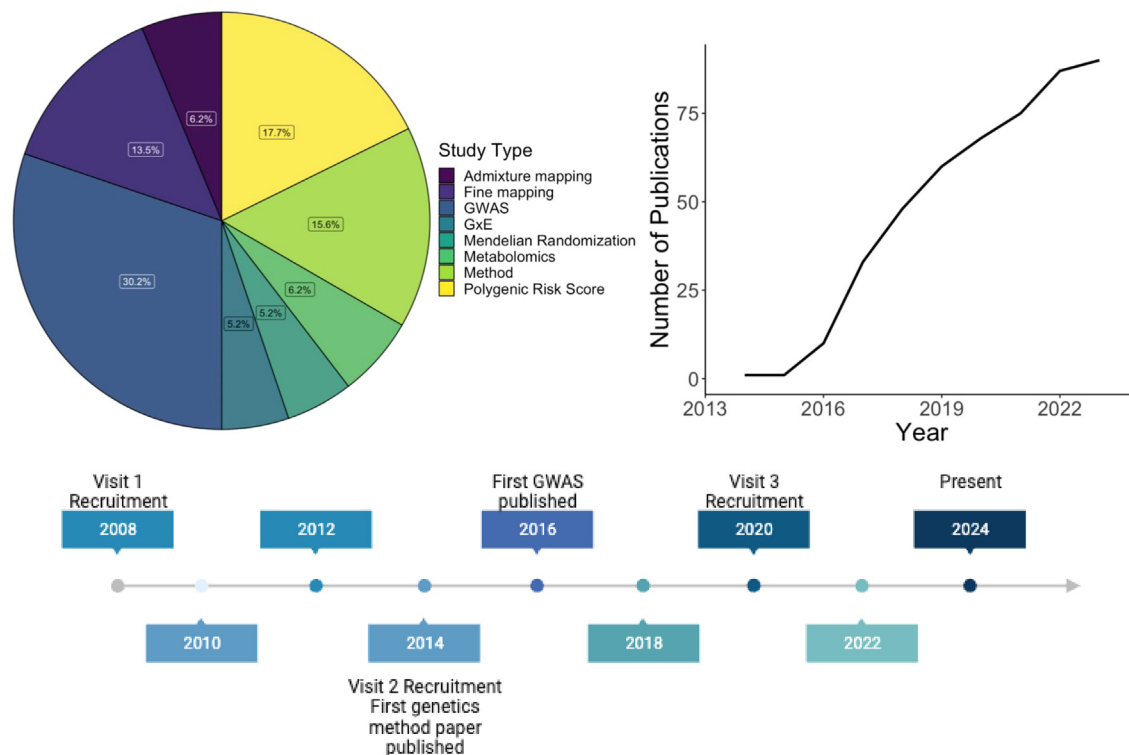 6.2%
17.7%
13.5%
15.6%
30.2%
6.2%
5.2%
5.2%
Study Type
Admixture mapping
Fine mapping
GWAS
GxE
Mendelian Randomization
Metabolomics
Method
Polygenic Risk Score
Number of Publications
75
50
25
0
2013
2016
2019
2022
Year
Visit 1
Recruitment
2008
2012
First GWAS
published
2016
Visit 3
Recruitment
2020
Present
2024
2010
2014
Visit 2 Recruitment
First genetics
method paper
published
2018
2022